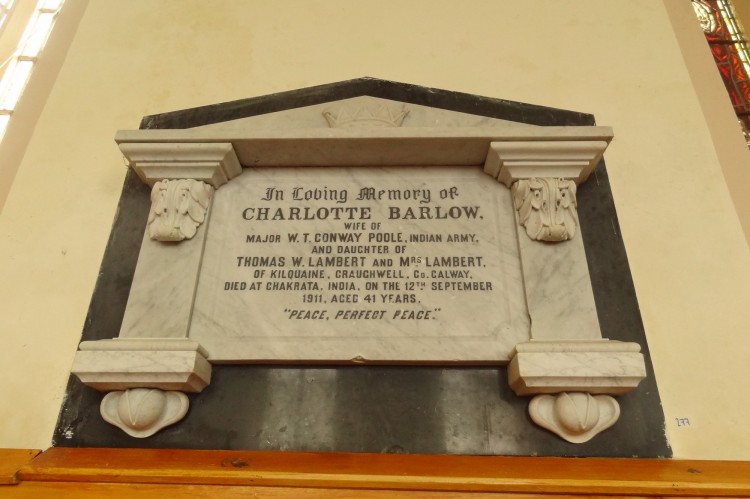 In Loving Memory of
CHARLOTTE BARLOW,
WIFE OF
MAJOR W. T. CONWAY POOLE, INDIAN ARMY,
AND DAUGHTER OF
THOMAS W. LAMBERT AND MRS LAMBERT,
OF KILQUAINE, CRAUGHWELL, CO. GALWAY,
DIED AT CHAKRATA, INDIA, ON THE 12TH SEPTEMBER
1911, AGED 41 YEARS.
"PEACE, PERFECT PEACE."
277